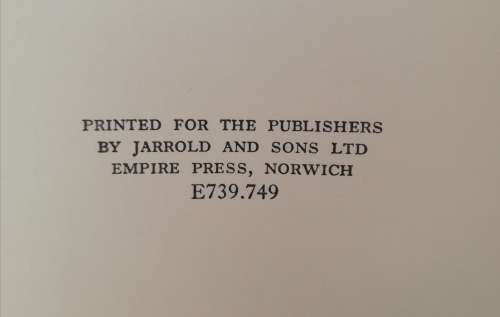 PRINTED FOR THE PUBLISHERS
BY JARROLD AND SONS LTD
EMPIRE PRESS, NORWICH
E739.749